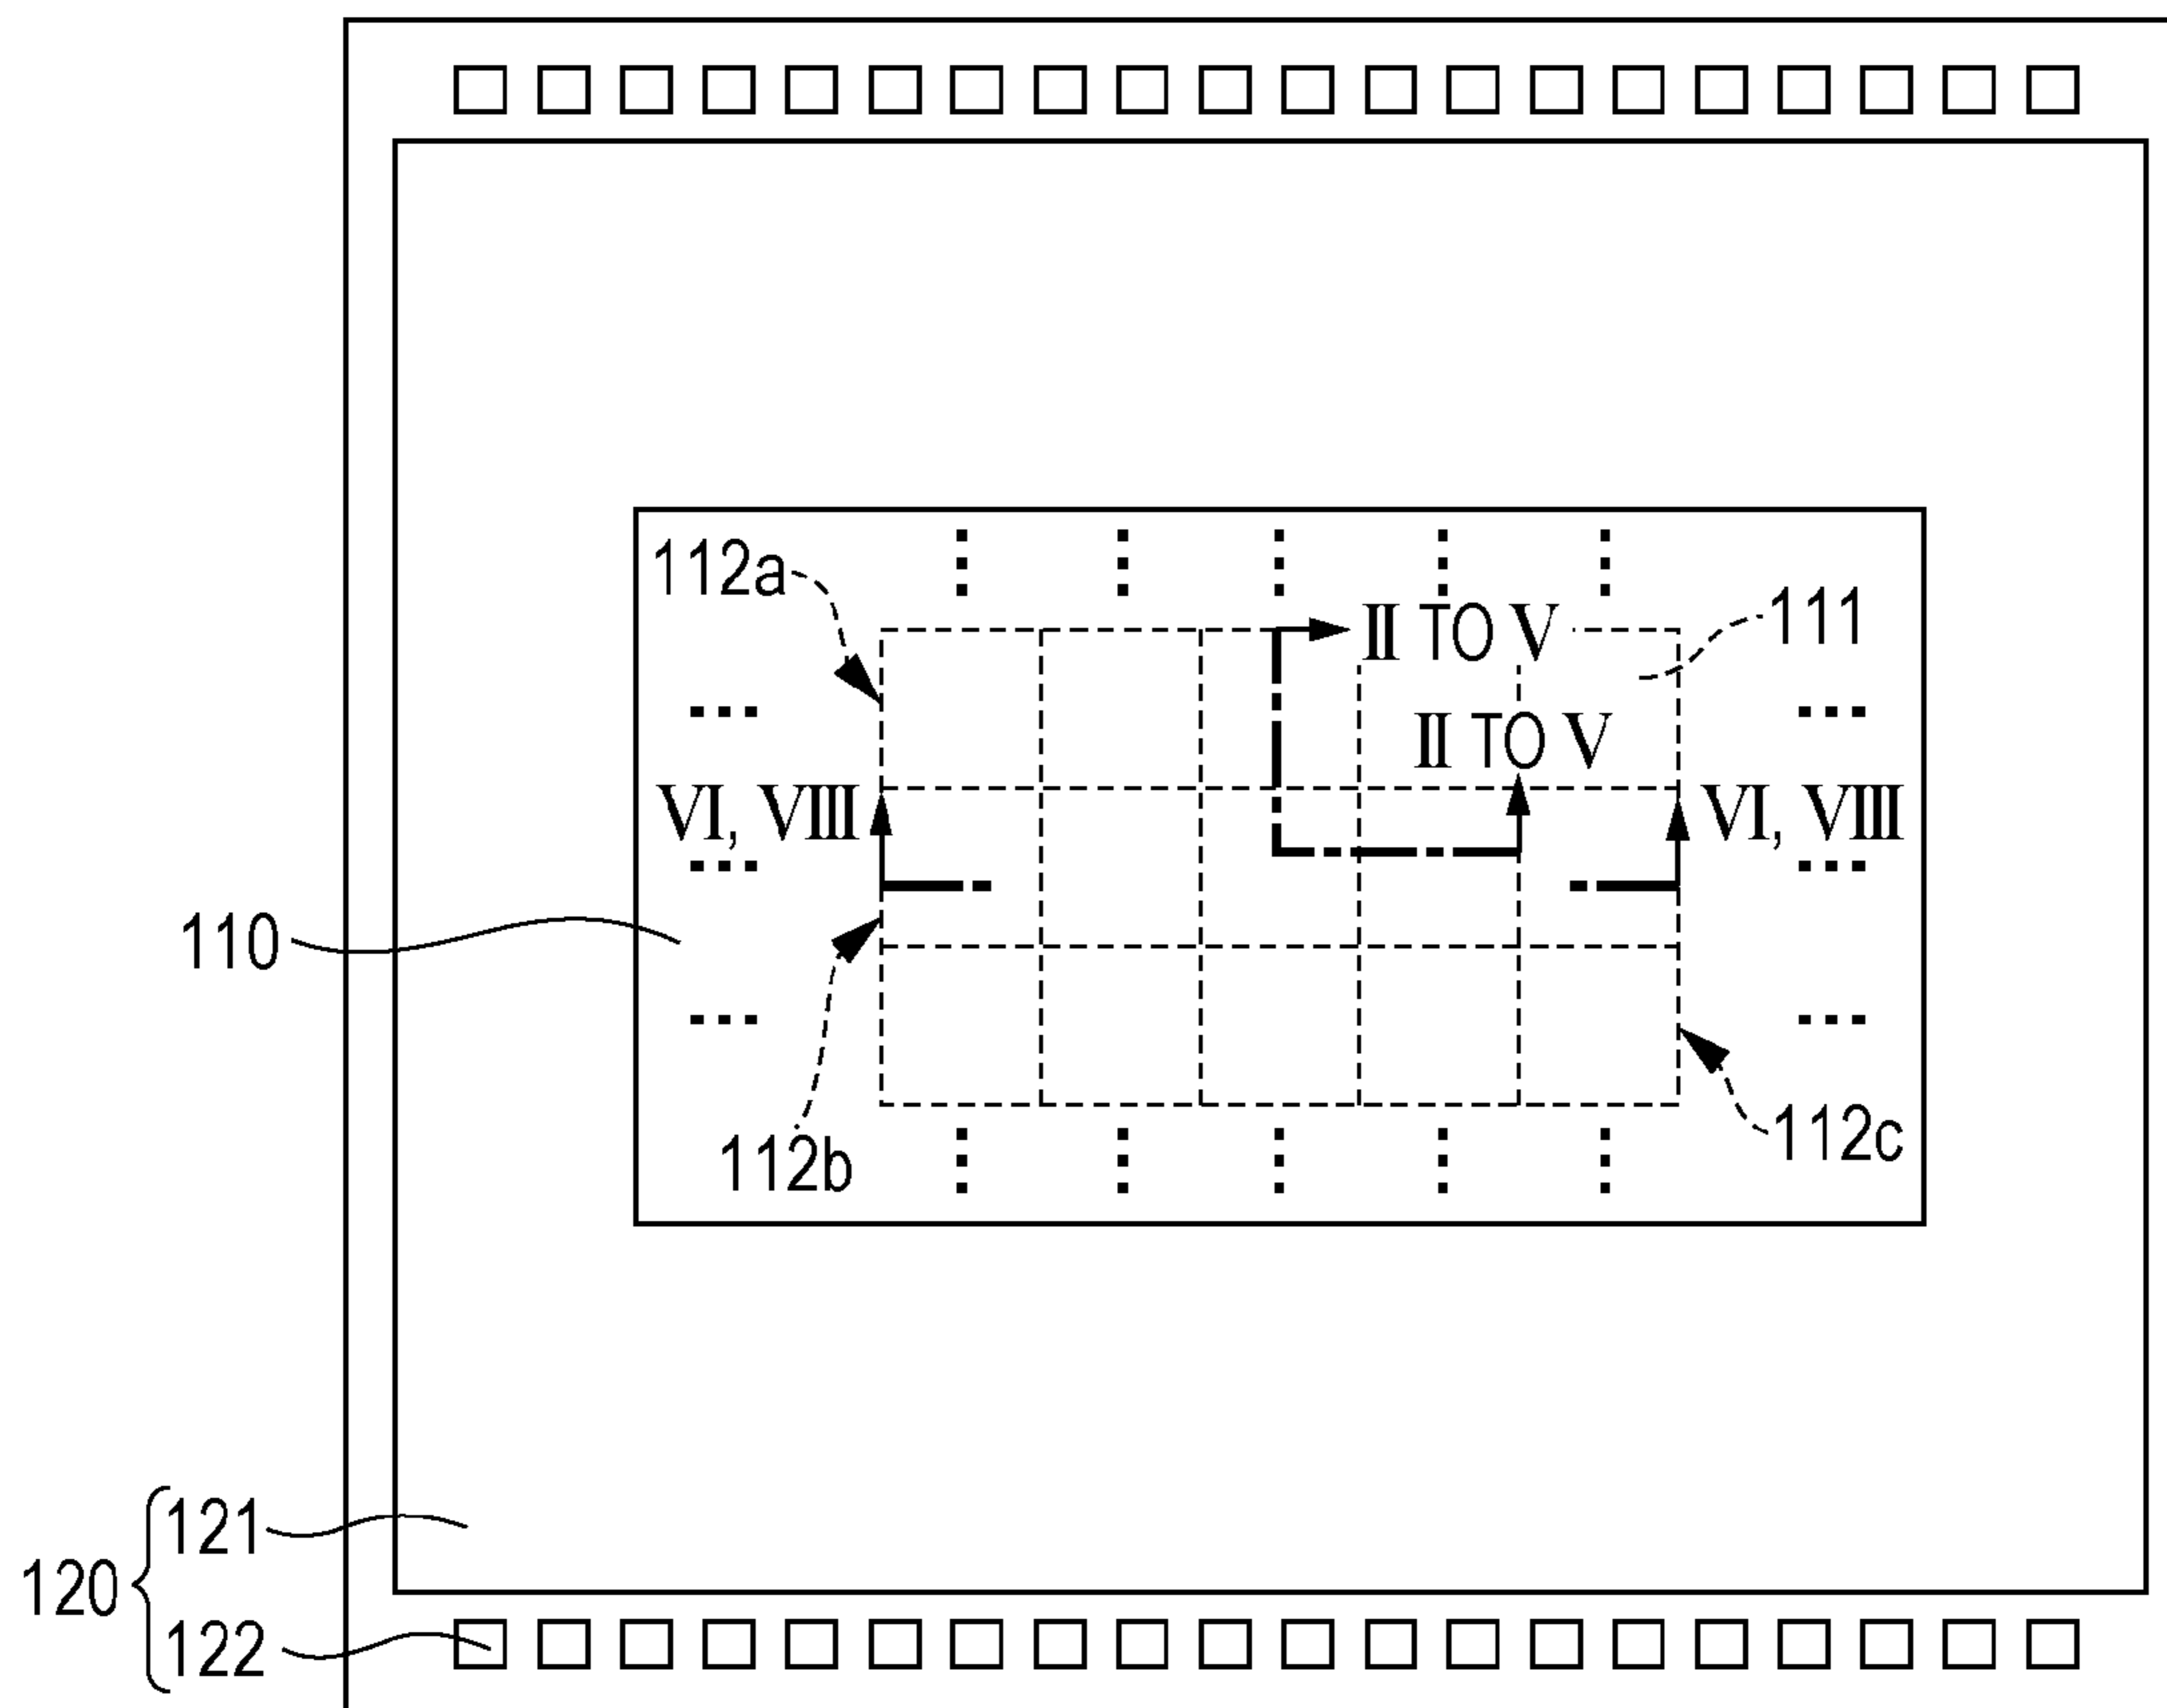 112a
II TO V
111
II TO V
VI, VIII
VI, VIII
110
112b
112c
121
120
122